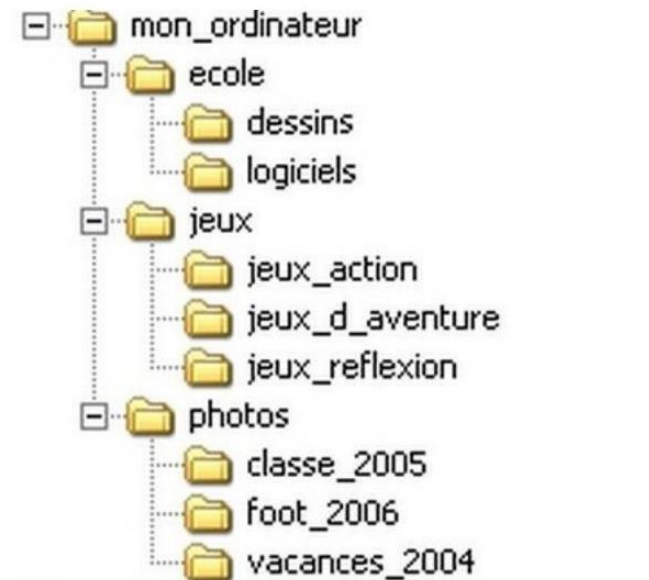 mon_ordinateur
ecole
dessins
logiciels
jeux
jeux_action
jeux_d_aventure
jeux_reflexion
photos
classe_2005
foot_2006
vacances_2004